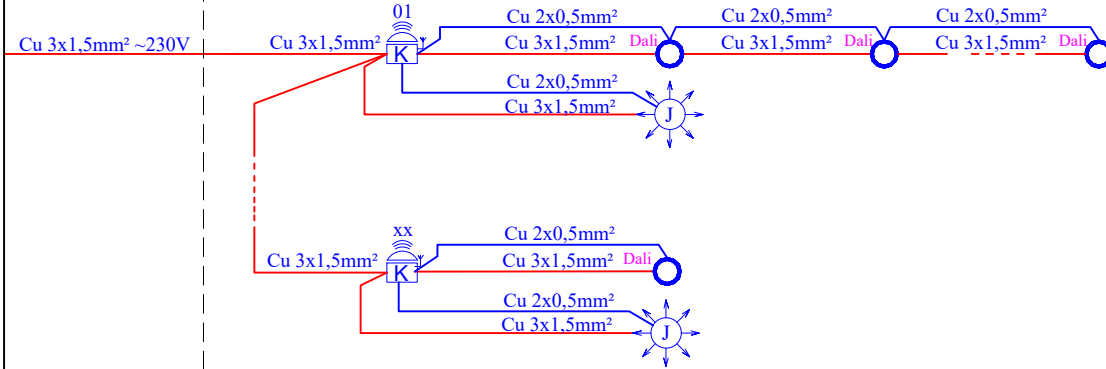 01
Cu 2x0,5mm² Cu 2x0,5mm² Cu 2x0,5mm²
Cu 3x1,5mm² ~230V Cu 3x1,5mm² K Cu 3x1,5mm² Dali Cu 3x1,5mm² Dali Cu 3x1,5mm² Dali
Cu 2x0,5mm²
Cu 3x1,5mm² J
xx
Cu 2x0,5mm²
Cu 3x1,5mm² K Cu 3x1,5mm² Dali
Cu 2x0,5mm²
Cu 3x1,5mm² J